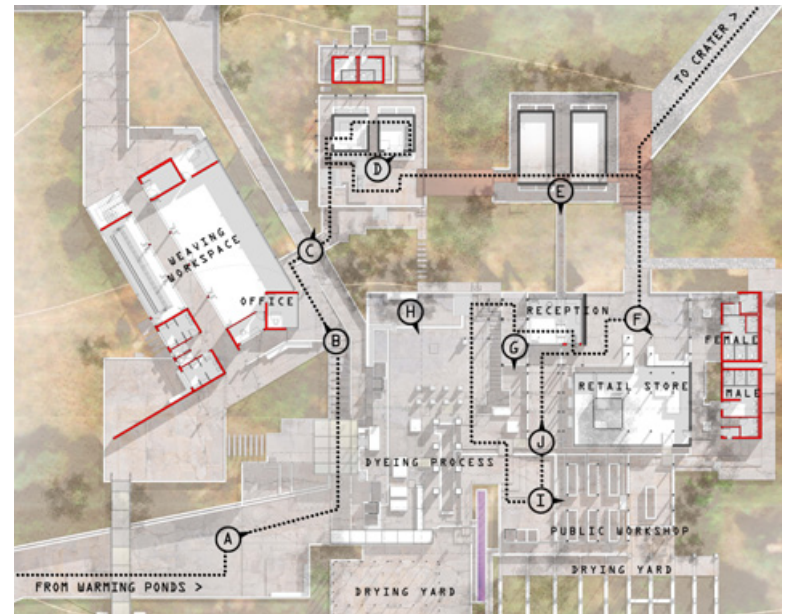 TO CRATER >
D
E
WEAVING
WORKSPACE
C
OFFICE
H
RECEPTION
F
B
G
FEMALE
RETAIL STORE
MALE
J
DYEING PROCESS
I
A
PUBLIC WORKSHOP
DRYING YARD
FROM WARMING PONDS >
DRYING YARD